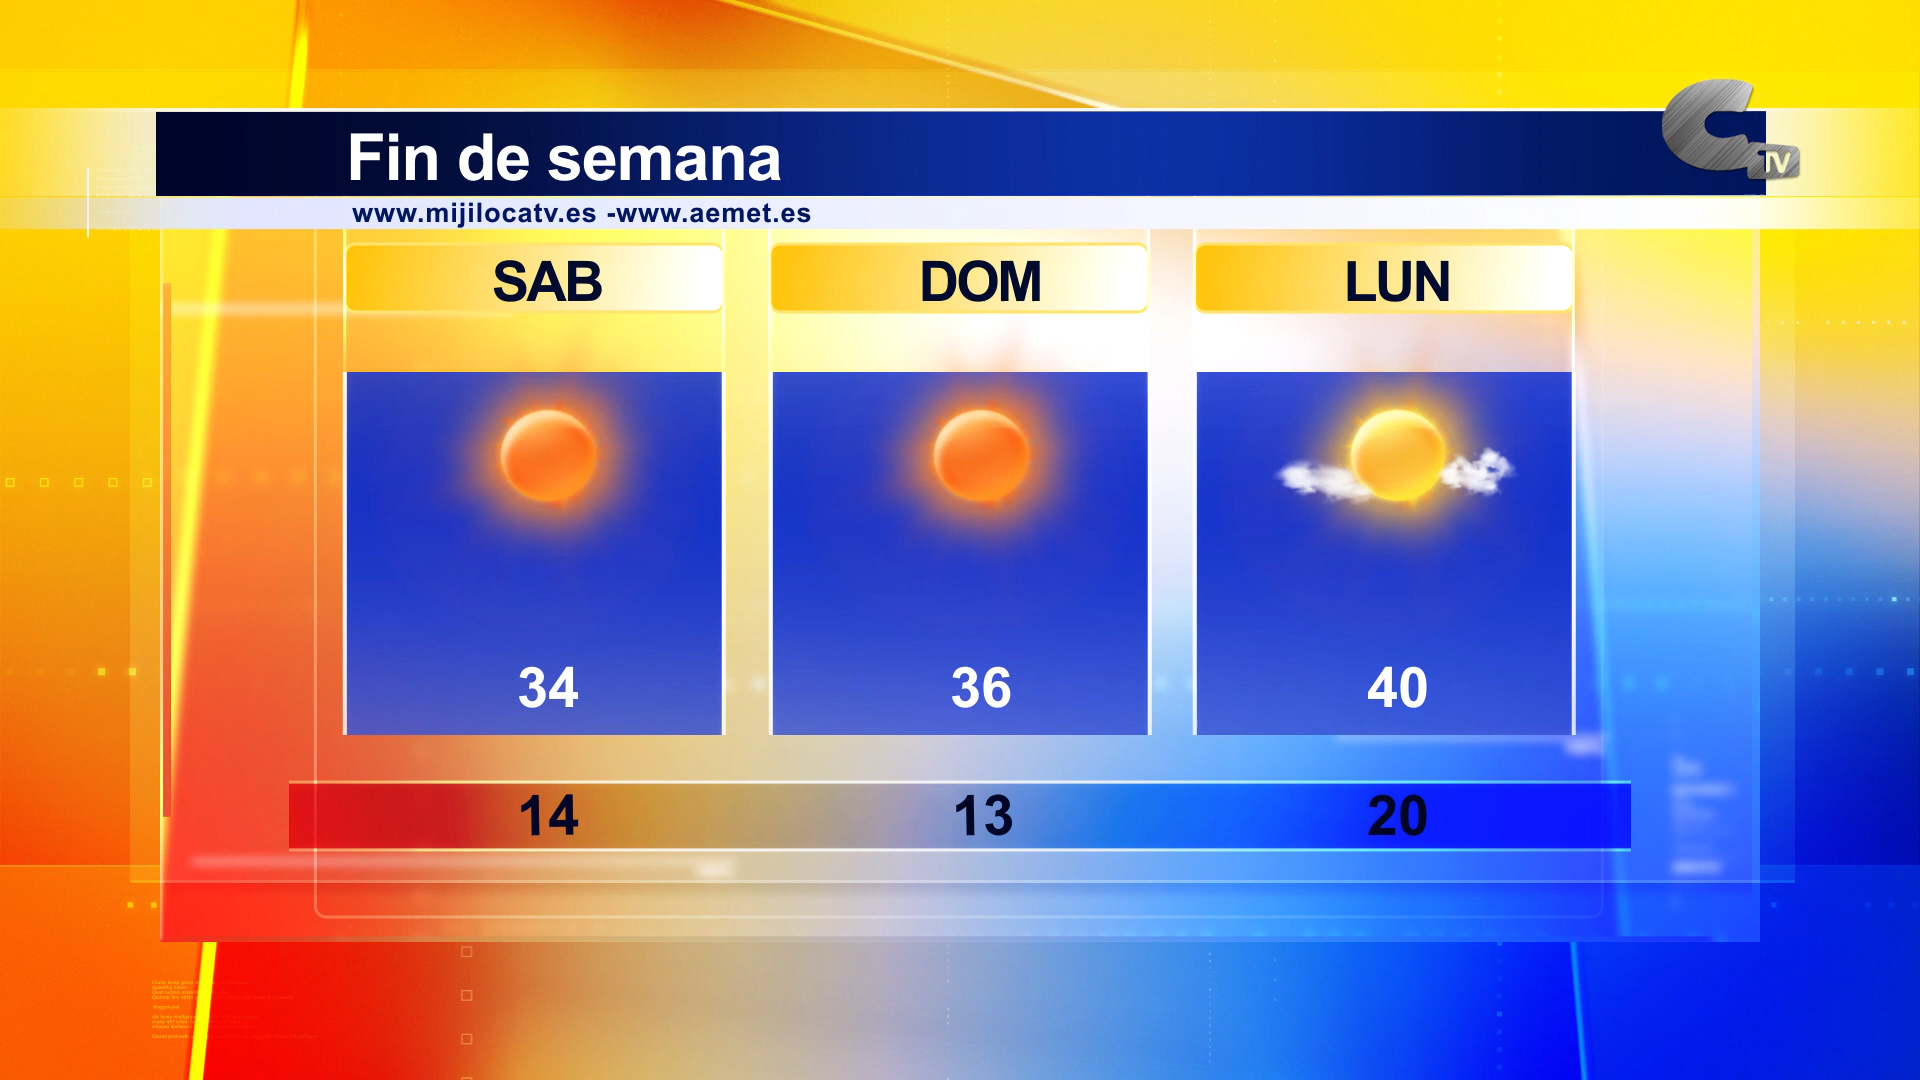 Fin de semana
www.mijilocatv.es -www.aemet.es
SAB DOM LUN
34 36 40
14 13 20
TV